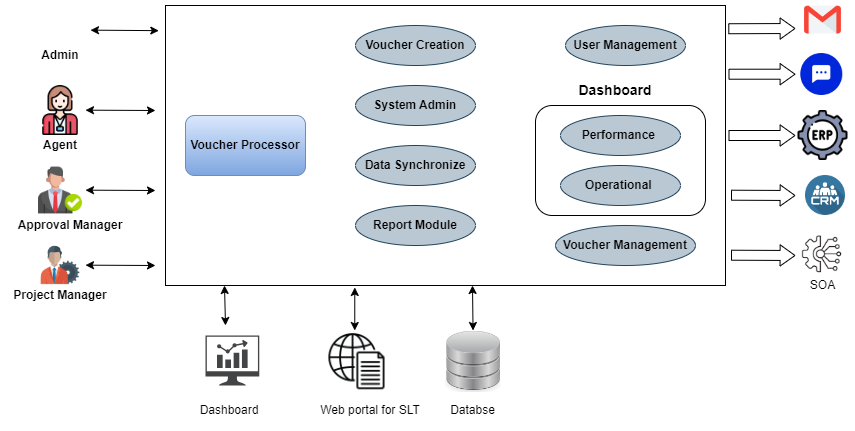 Admin
Agent
Approval Manager
Project Manager
Voucher Processor
Voucher Creation
System Admin
Data Synchronize
Report Module
User Management
Dashboard
Performance
Operational
Voucher Management
ERP
CRM
SOA
Dashboard
Web portal for SLT
Databse